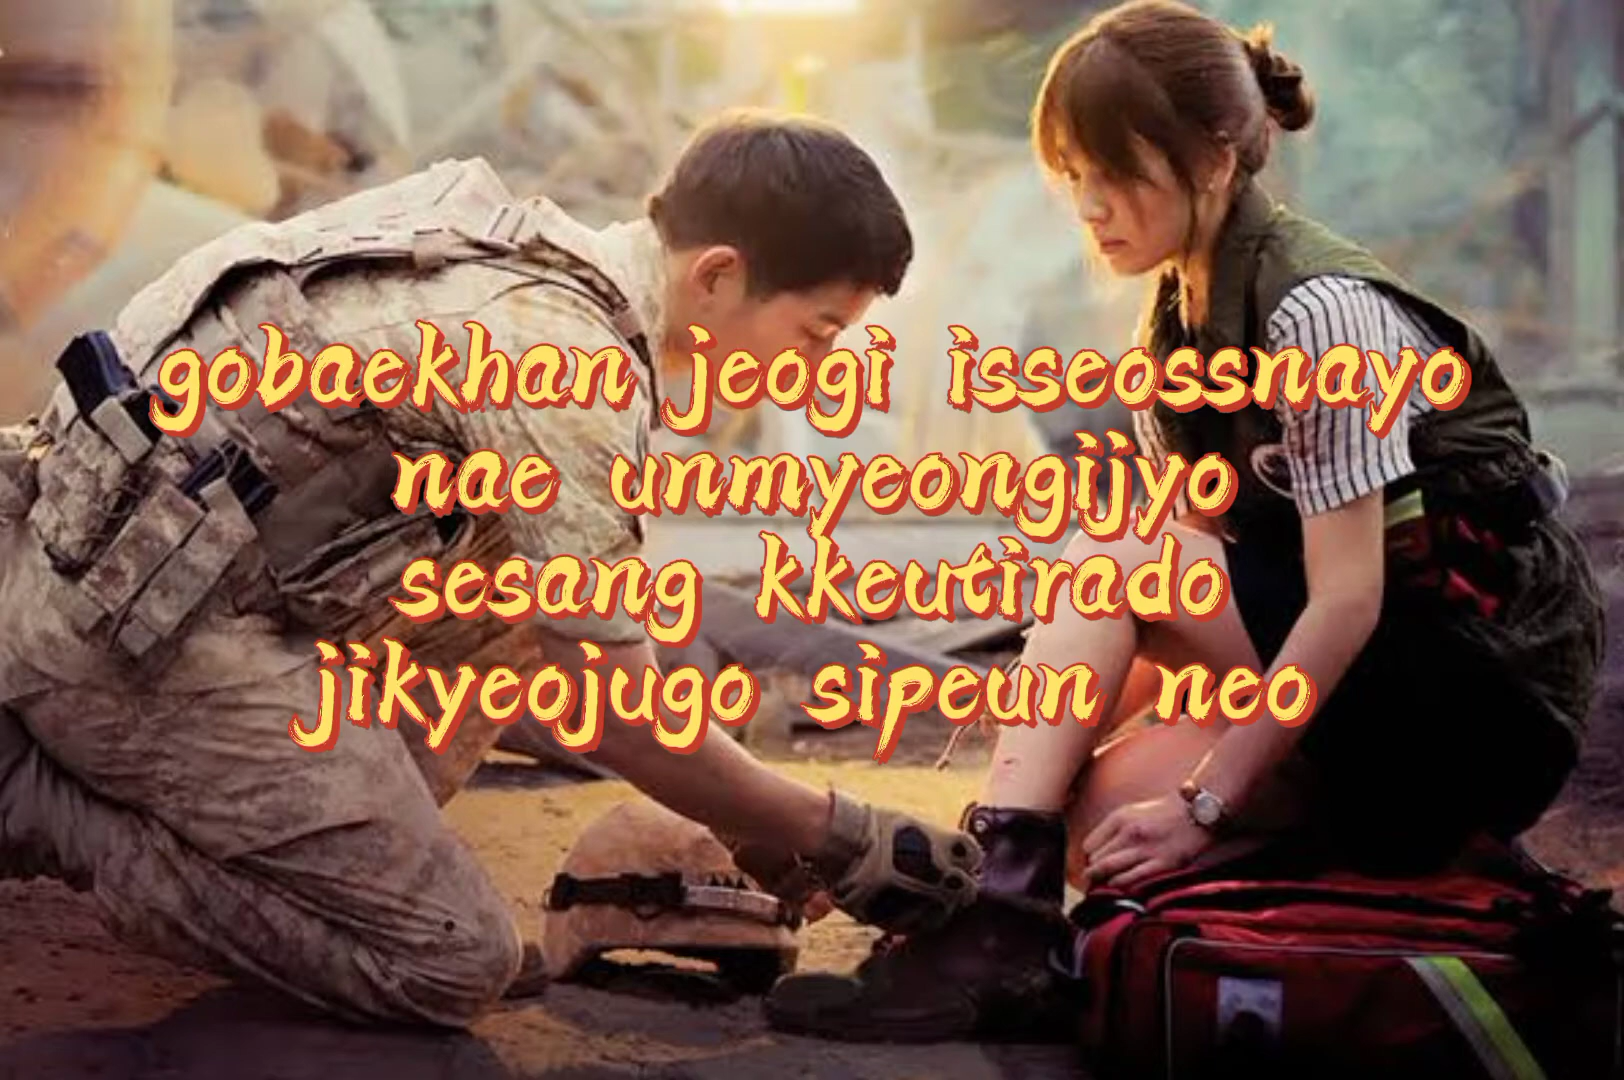 gobaekhan jeogi isseossnayo
nae unmyeongijyo
sesang kkeutirado
jikyeojugo sipeun neo